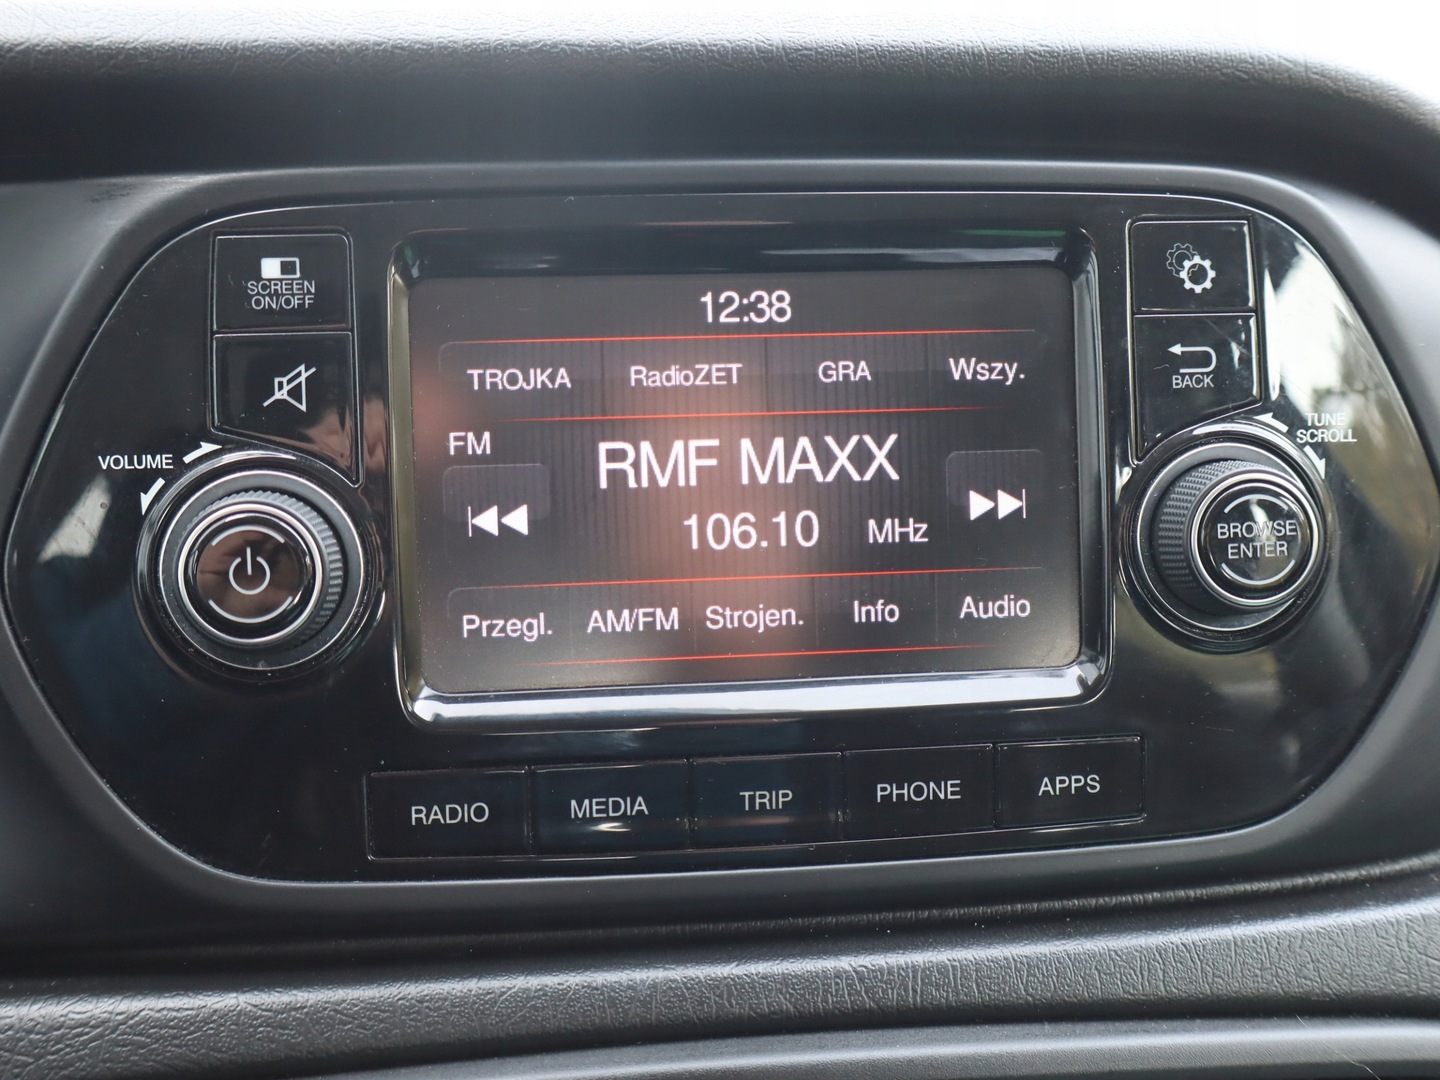 SCREEN
ON/OFF
VOLUME
12:38
TROJKA RadioZET GRA Wszy.
FM
RMF MAXX
106.10 MHz
Przegl. AM/FM Strojen. Info Audio
BACK
TUNE
SCROLL
BROWSE
ENTER
RADIO MEDIA TRIP PHONE APPS